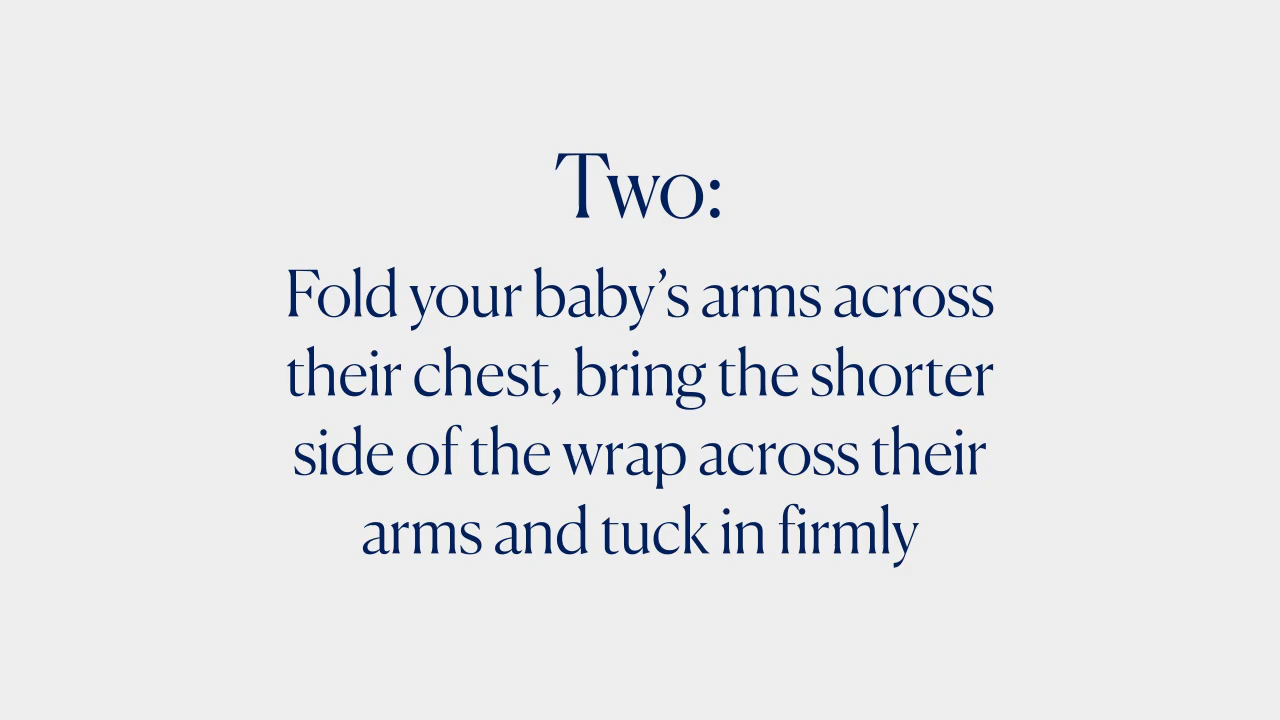 Two:
Fold your baby’s arms across
their chest, bring the shorter
side of the wrap across their
arms and tuck in firmly